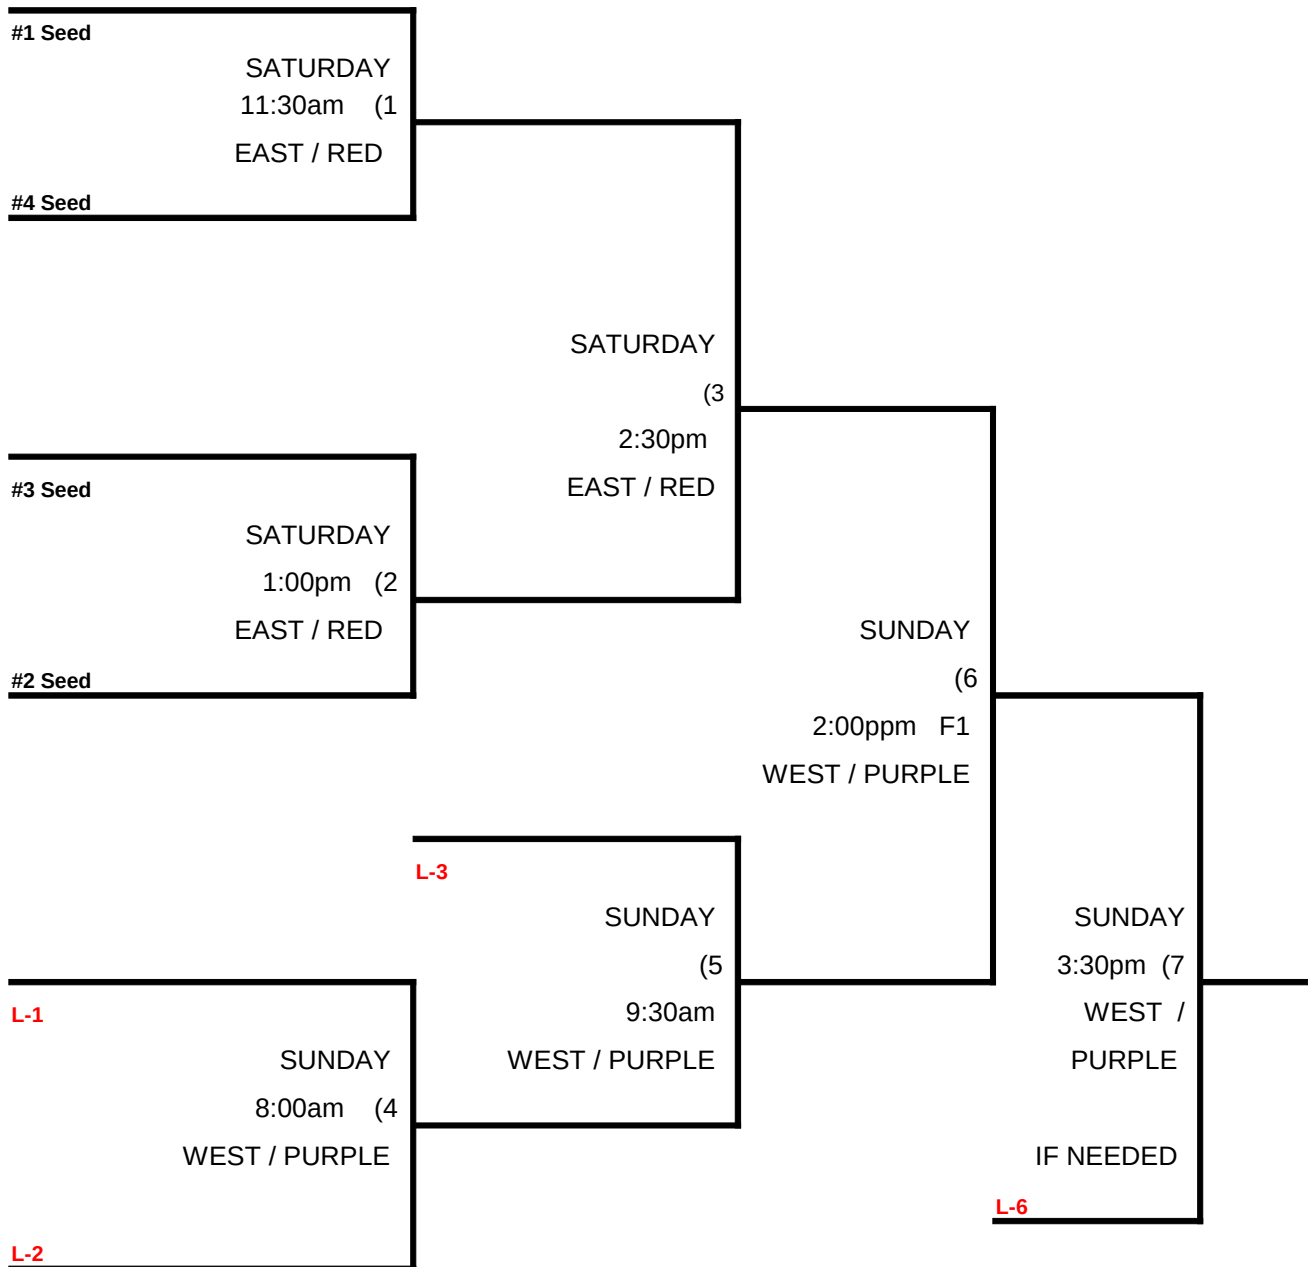 #1 Seed
SATURDAY
11:30am (1
EAST / RED
#4 Seed
SATURDAY
(3
2:30pm
EAST / RED
#3 Seed
SATURDAY
1:00pm (2
EAST / RED
#2 Seed
SUNDAY
(6
2:00ppm F1
WEST / PURPLE
L-3
SUNDAY
(5
9:30am
WEST / PURPLE
SUNDAY
3:30pm (7
WEST /
PURPLE
IF NEEDED
L-6
L-1
SUNDAY
8:00am (4
WEST / PURPLE
L-2